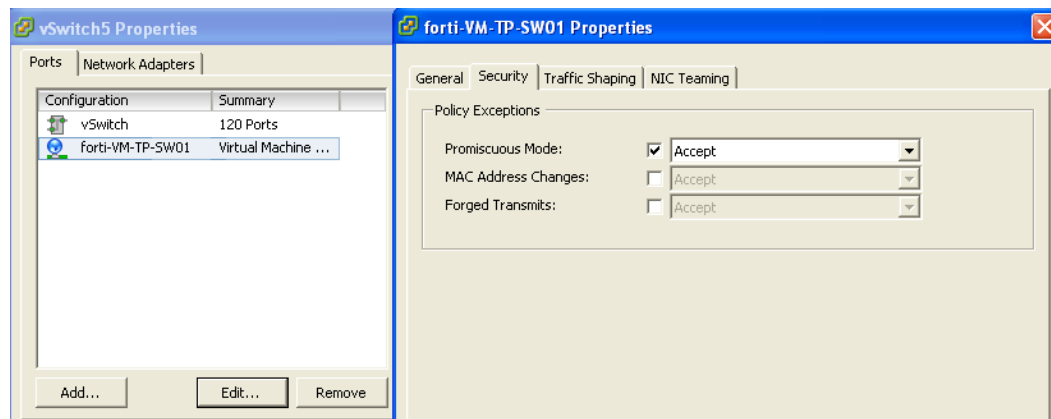 vSwitch5 Properties
Ports Network Adapters
Configuration Summary
vSwitch 120 Ports
forti-VM-TP-SW01 Virtual Machine ...
Add... Edit... Remove
forti-VM-TP-SW01 Properties
General Security Traffic Shaping NIC Teaming
Policy Exceptions
Promiscuous Mode: Accept
MAC Address Changes: Accept
Forged Transmits: Accept